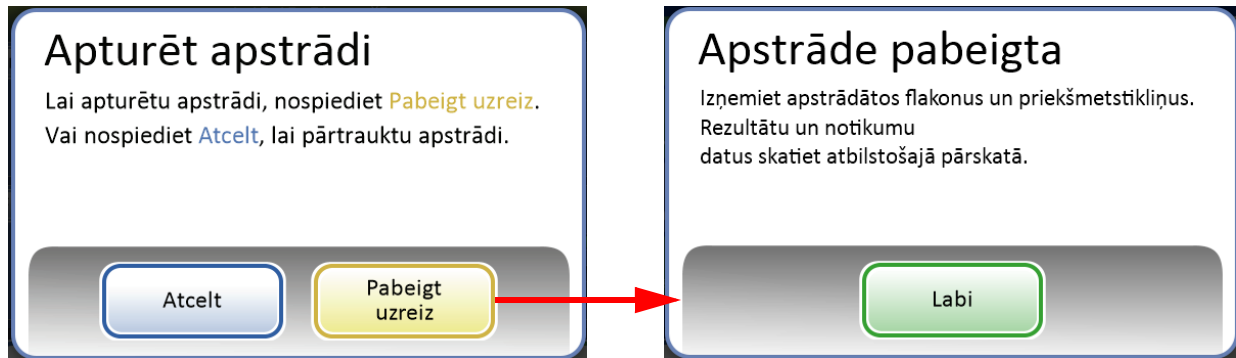 Apturēt apstrādi
Lai apturētu apstrādi, nospiediet Pabeigt uzreiz.
Vai nospiediet Atcelt, lai pārtrauktu apstrādi.
Atcelt
Pabeigt
uzreiz
Apstrāde pabeigta
Izņemiet apstrādātos flakonus un priekšmetstikliņus.
Rezultātu un notikumu
datus skatiet atbilstošajā pārskatā.
Labi